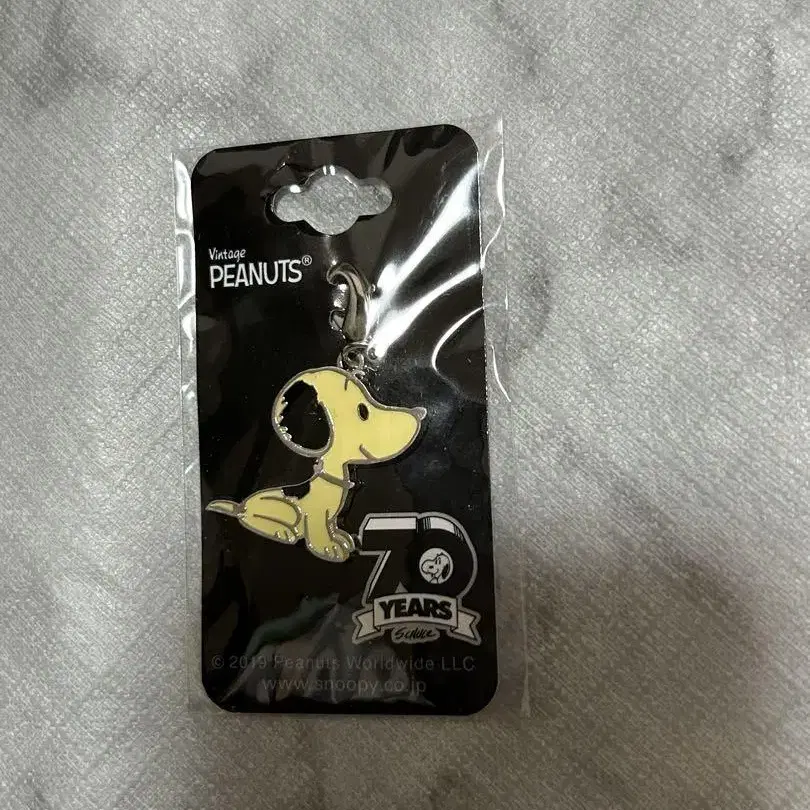 Vintage
PEANUTS®
70
YEARS
Schulz
© 2019 Peanuts Worldwide LLC
www.snoopy.co.jp